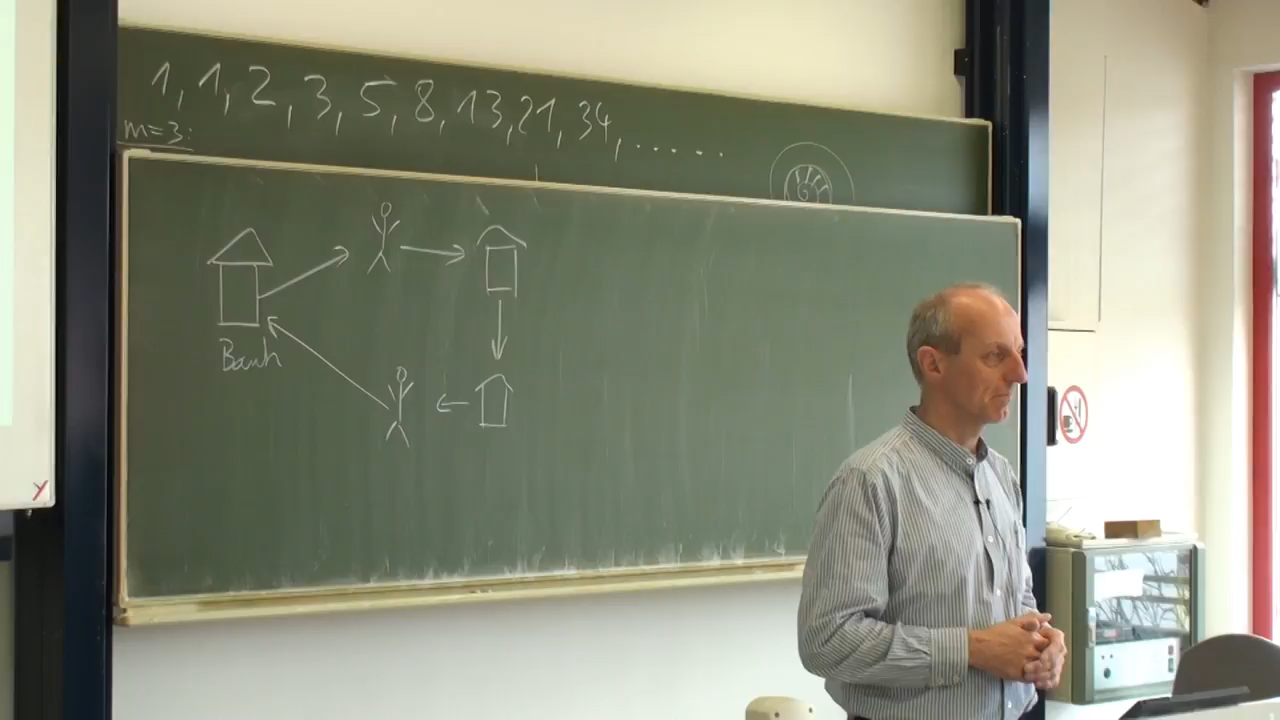 1, 1, 2, 3, 5, 8, 13, 21, 34, .....
m=3:
Bank